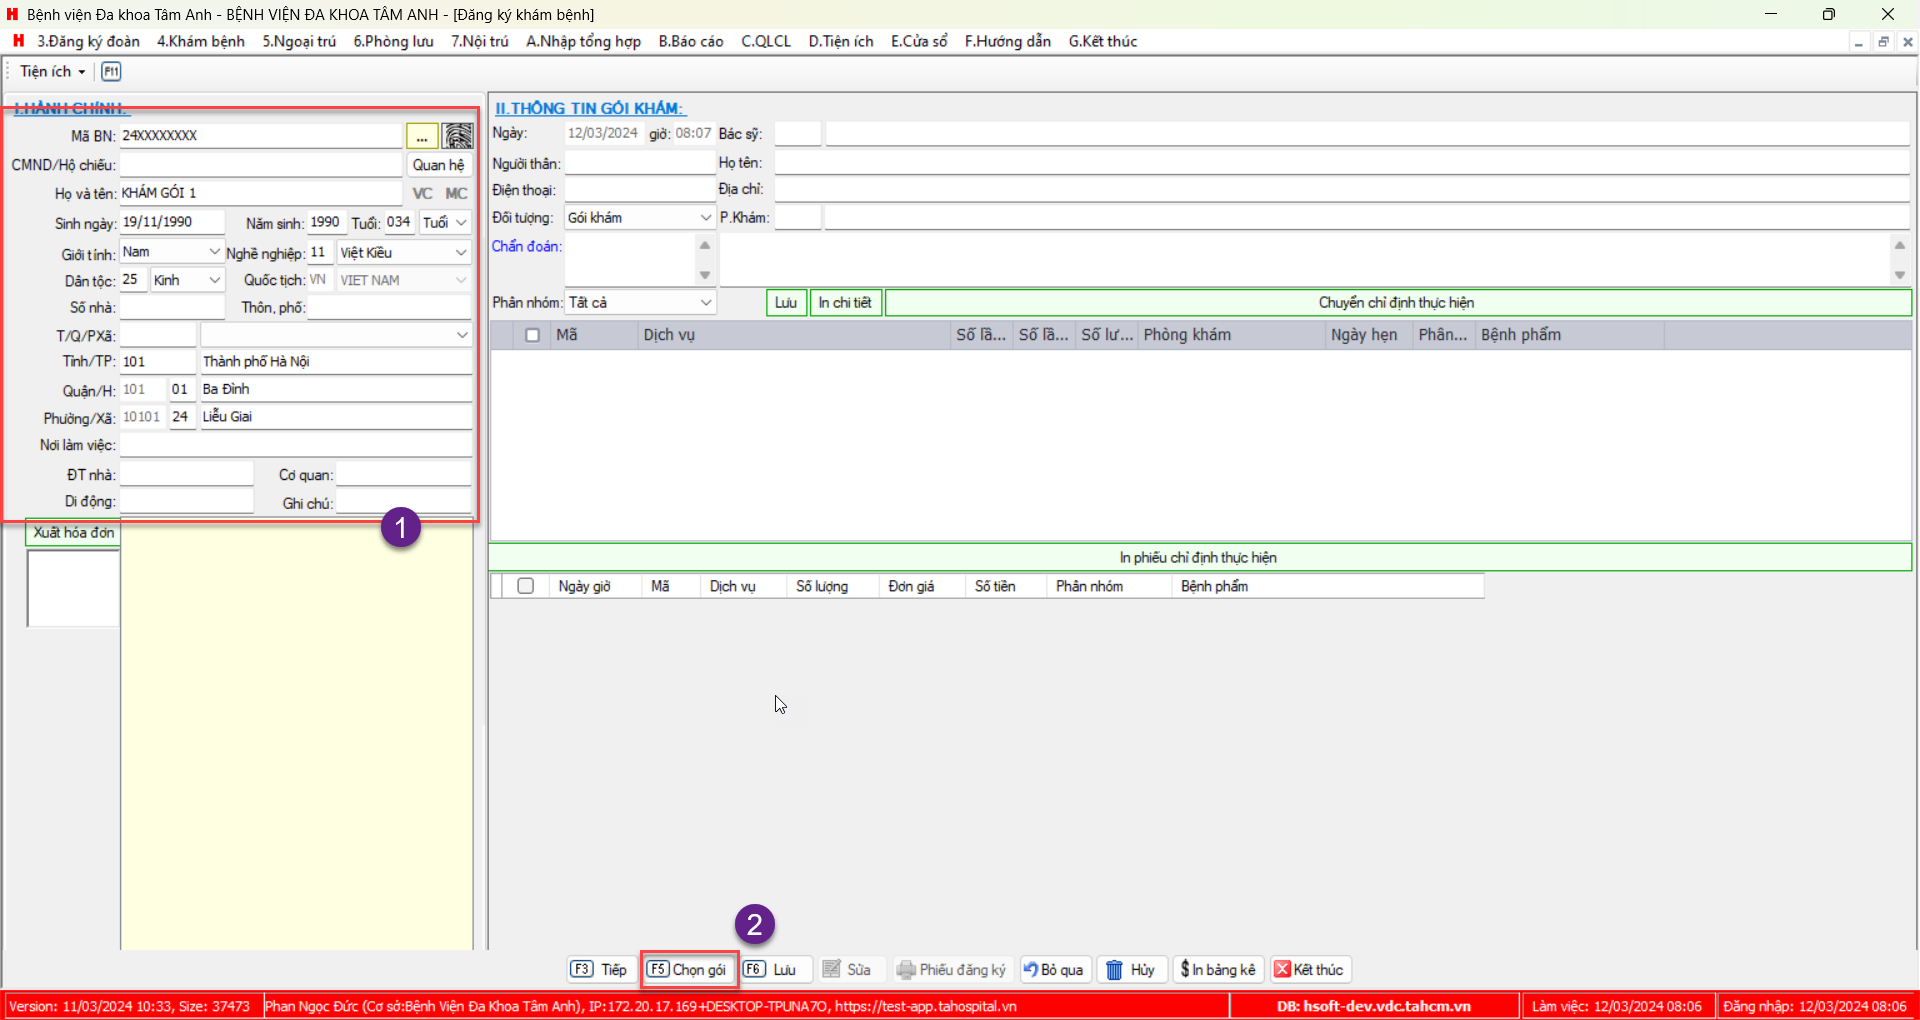 Bệnh viện Đa khoa Tâm Anh - BỆNH VIỆN ĐA KHOA TÂM ANH - [Đăng ký khám bệnh]
3.Đăng ký đoàn 4.Khám bệnh 5.Ngoại trú 6.Phòng lưu 7.Nội trú A.Nhập tổng hợp B.Báo cáo C.QLCL D.Tiện ích E.Cửa sổ F.Hướng dẫn G.Kết thúc
Tiện ích F11
I.HÀNH CHÍNH:
Mã BN: 24XXXXXXXX ...
CMND/Hộ chiếu: Quan hệ
Họ và tên: KHÁM GÓI 1 VC MC
Sinh ngày: 19/11/1990 Năm sinh: 1990 Tuổi: 034 Tuổi
Giới tính: Nam Nghề nghiệp: 11 Việt Kiều
Dân tộc: 25 Kinh Quốc tịch: VN VIET NAM
Số nhà: Thôn, phố:
T/Q/PXã:
Tỉnh/TP: 101 Thành phố Hà Nội
Quận/H: 101 01 Ba Đình
Phường/Xã: 10101 24 Liễu Giai
Nơi làm việc:
ĐT nhà: Cơ quan:
Di động: Ghi chú:
1
Xuất hóa đơn
II.THÔNG TIN GÓI KHÁM:
Ngày: 12/03/2024 giờ: 08:07 Bác sỹ:
Người thân: Họ tên:
Điện thoại: Địa chỉ:
Đối tượng: Gói khám P.Khám:
Chẩn đoán:
Phân nhóm: Tất cả Lưu In chi tiết Chuyển chỉ định thực hiện
Mã Dịch vụ Số lầ... Số lầ... Số lư... Phòng khám Ngày hẹn Phân... Bệnh phẩm
In phiếu chỉ định thực hiện
Ngày giờ Mã Dịch vụ Số lượng Đơn giá Số tiền Phân nhóm Bệnh phẩm
2
F3 Tiếp F5 Chọn gói F6 Lưu Sửa Phiếu đăng ký Bỏ qua Hủy $ In bảng kê Kết thúc
Version: 11/03/2024 10:33, Size: 37473 Phan Ngọc Đức (Cơ sở:Bệnh Viện Đa Khoa Tâm Anh), IP:172.20.17.169+DESKTOP-TPUNA7O, https://test-app.tahospital.vn DB: hsoft-dev.vdc.tahcm.vn Làm việc: 12/03/2024 08:06 Đăng nhập: 12/03/2024 08:06